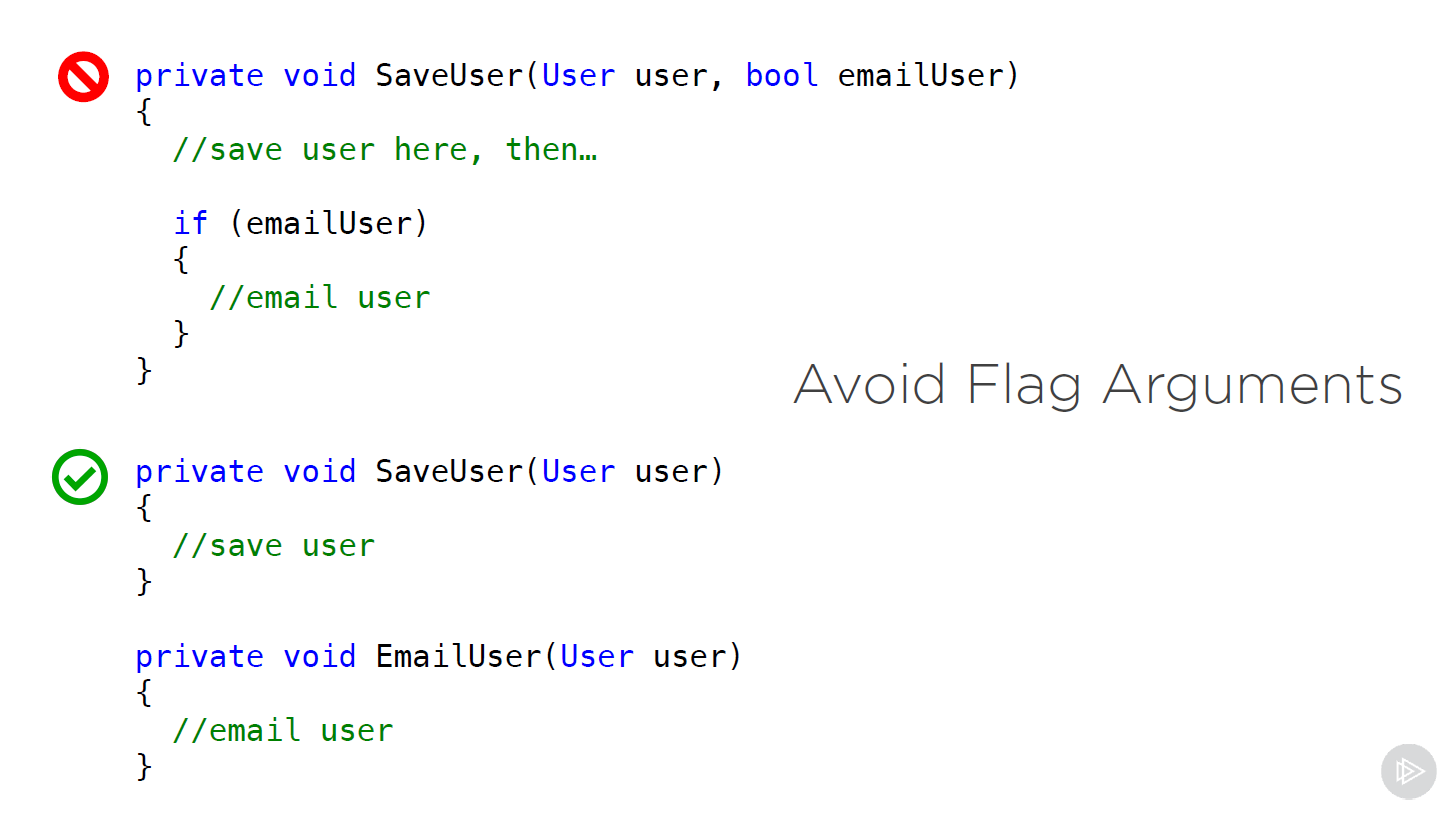 private void SaveUser(User user, bool emailUser)
{
  //save user here, then…
  if (emailUser)
  {
    //email user
  }
}
Avoid Flag Arguments
private void SaveUser(User user)
{
  //save user
}
private void EmailUser(User user)
{
  //email user
}